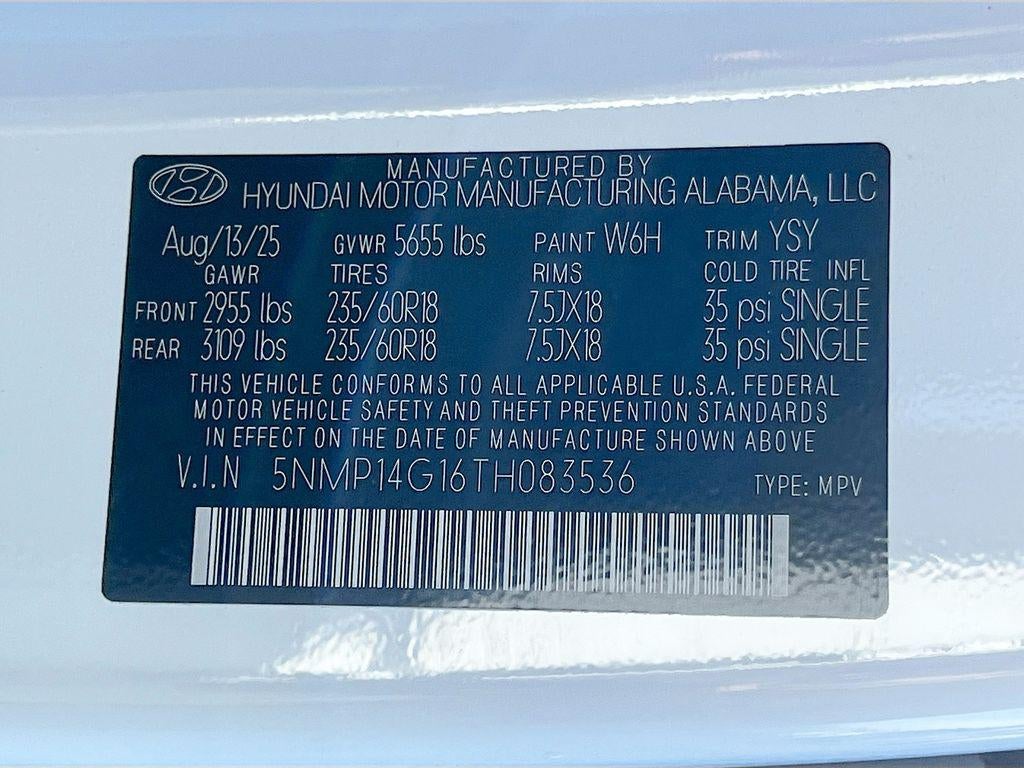 MANUFACTURED BY
HYUNDAI MOTOR MANUFACTURING ALABAMA, LLC
Aug/13/25 GVWR 5655 lbs PAINT W6H TRIM YSY
GAWR TIRES RIMS COLD TIRE INFL
FRONT 2955 lbs 235/60R18 7.5JX18 35 psi SINGLE
REAR 3109 lbs 235/60R18 7.5JX18 35 psi SINGLE
THIS VEHICLE CONFORMS TO ALL APPLICABLE U.S.A. FEDERAL
MOTOR VEHICLE SAFETY AND THEFT PREVENTION STANDARDS
IN EFFECT ON THE DATE OF MANUFACTURE SHOWN ABOVE
V.I.N 5NMP14G16TH083536 TYPE: MPV